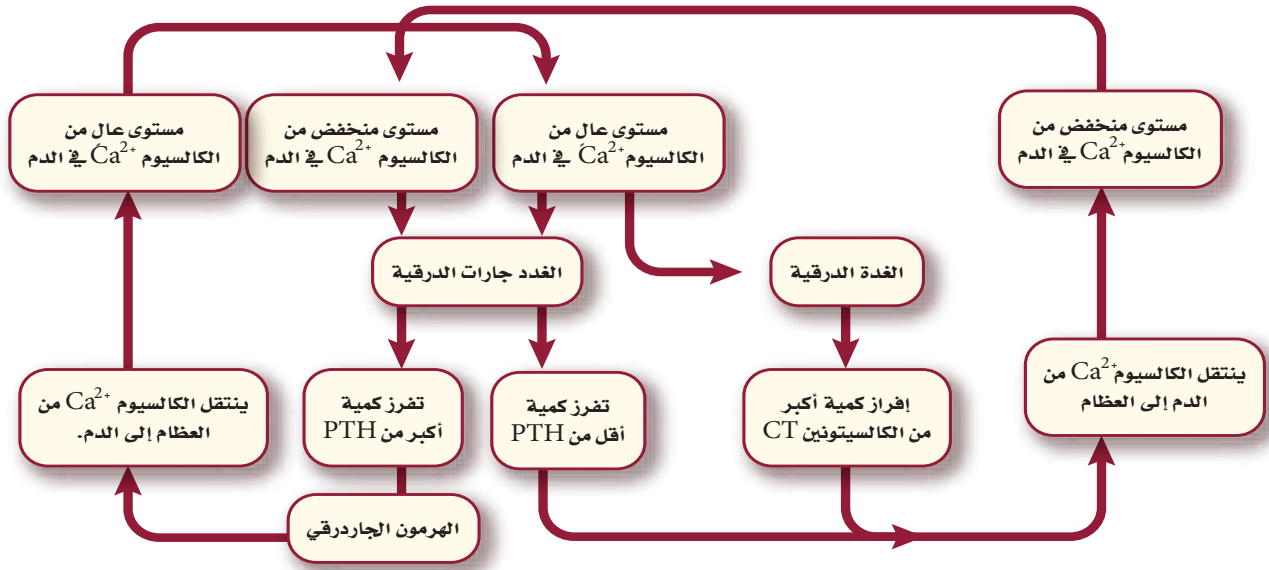 مستوى منخفض من
الكالسيوم Ca²⁺ في الدم
مستوى عالٍ من
الكالسيوم Ca²⁺ في الدم
مستوى منخفض من
الكالسيوم Ca²⁺ في الدم
مستوى عالٍ من
الكالسيوم Ca²⁺ في الدم
الغدة الدرقية
الغدد جارات الدرقية
ينتقل الكالسيوم Ca²⁺ من
الدم إلى العظام
إفراز كمية أكبر
من الكالسيتونين CT
تفرز كمية
أقل من PTH
تفرز كمية
أكبر من PTH
ينتقل الكالسيوم Ca²⁺ من
العظام إلى الدم.
الهرمون الجاردرقي